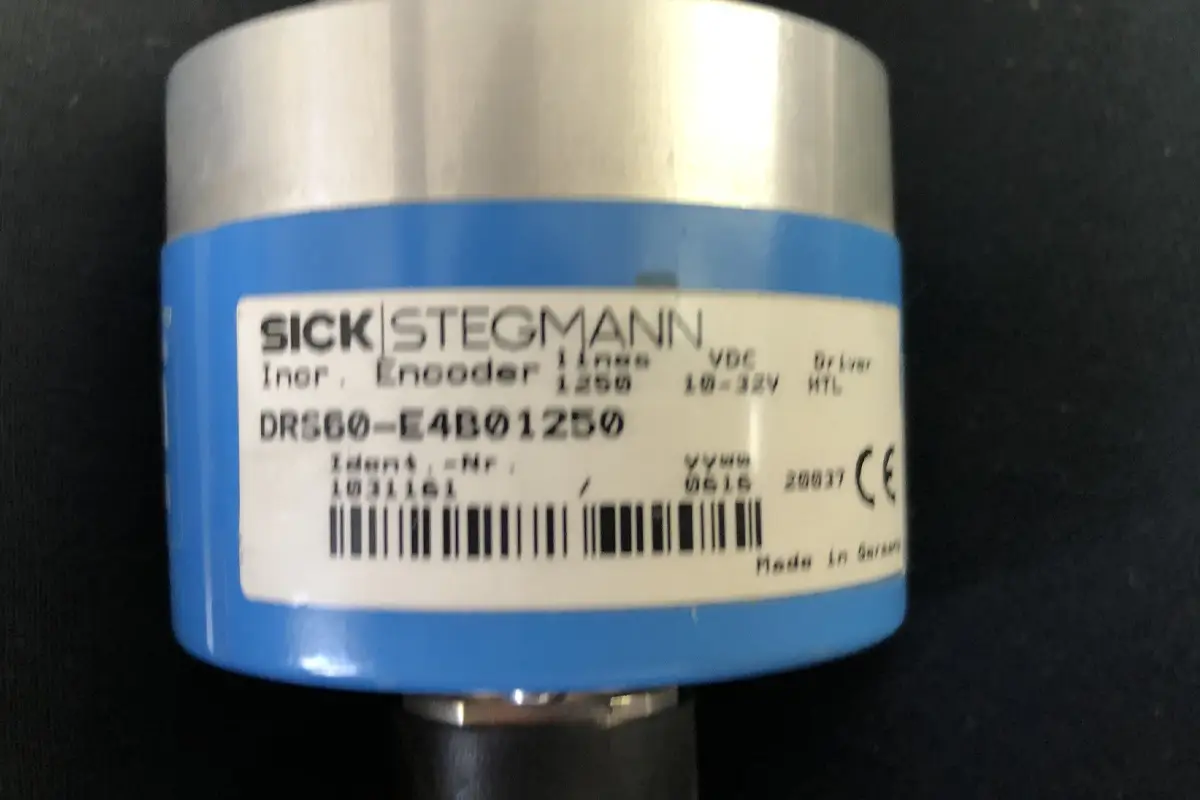 SICK|STEGMANN
Incr. Encoder lines 1250 VDC 10-32V Driver HTL
DRS60-E4B01250
Ident.-Nr. yyww
1031161 / 0616 20037 CE
Made in Germany